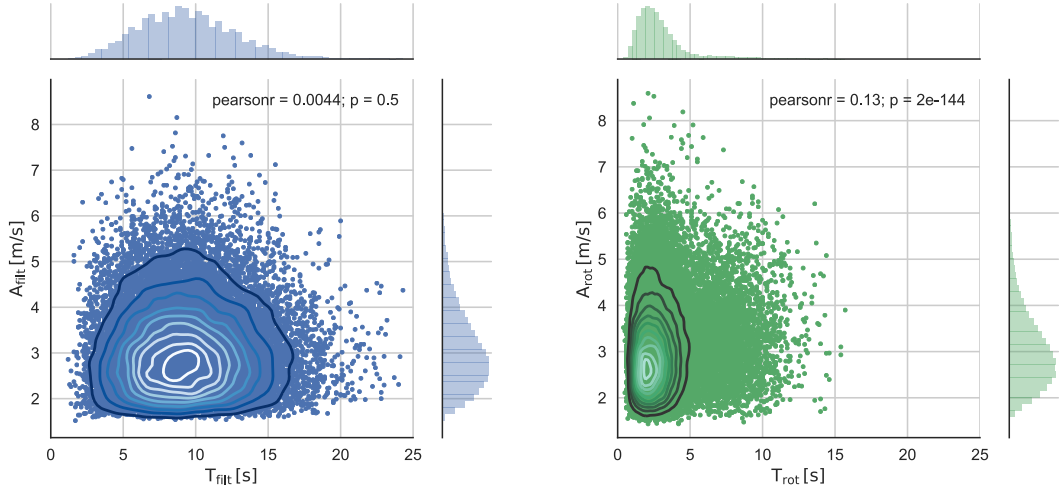 pearsonr = 0.0044; p = 0.5
8
7
6
5
4
3
2
A_filt [m/s]
0 5 10 15 20 25
T_filt [s]
pearsonr = 0.13; p = 2e-144
8
7
6
5
4
3
2
A_rot [m/s]
0 5 10 15 20 25
T_rot [s]